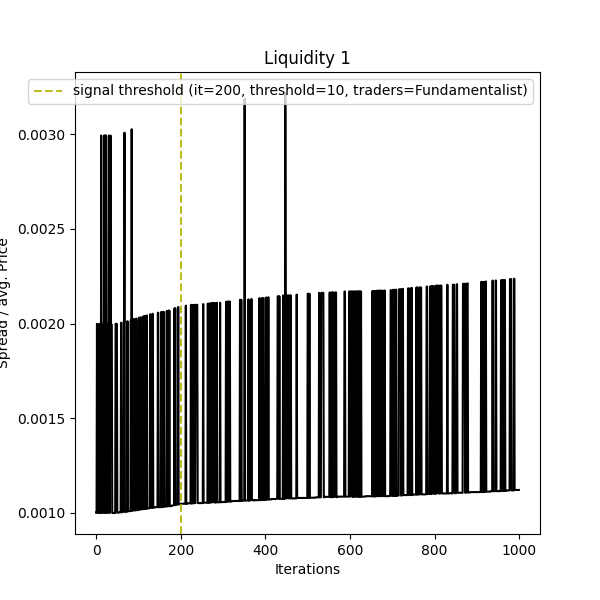 Liquidity 1
signal threshold (it=200, threshold=10, traders=Fundamentalist)
Spread / avg. Price
0.0030
0.0025
0.0020
0.0015
0.0010
0 200 400 600 800 1000
Iterations